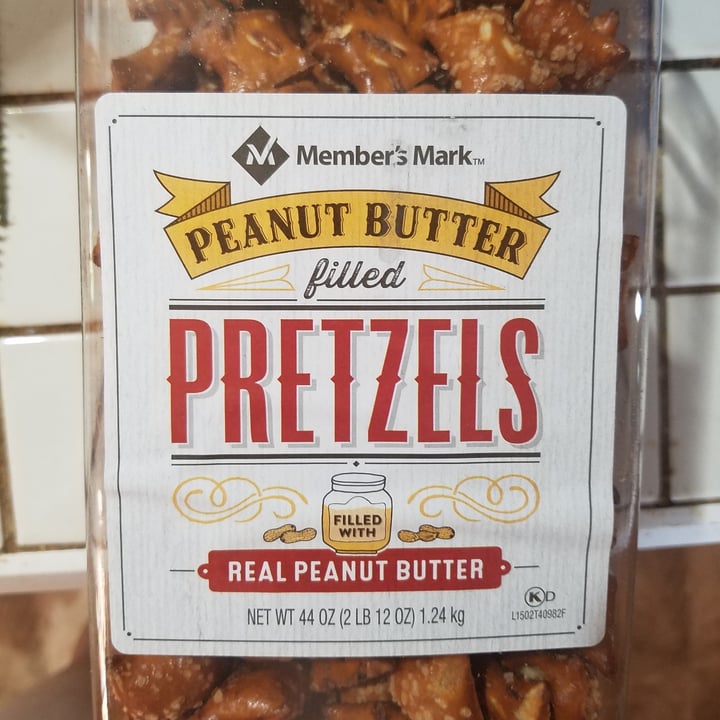 Member's Mark™
PEANUT BUTTER
filled
PRETZELS
FILLED
WITH
REAL PEANUT BUTTER
NET WT 44 OZ (2 LB 12 OZ) 1.24 kg
K D
L1502T40982F